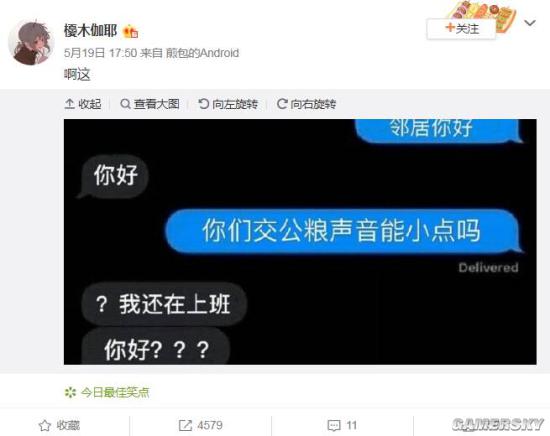 榎木伽耶
5月19日 17:50 来自 煎包的Android
+关注
啊这
收起 查看大图 向左旋转 向右旋转
邻居你好
你好
你们交公粮声音能小点吗
Delivered
？我还在上班
你好？？？
今日最佳笑点
收藏 4579 11
GAMERSKY